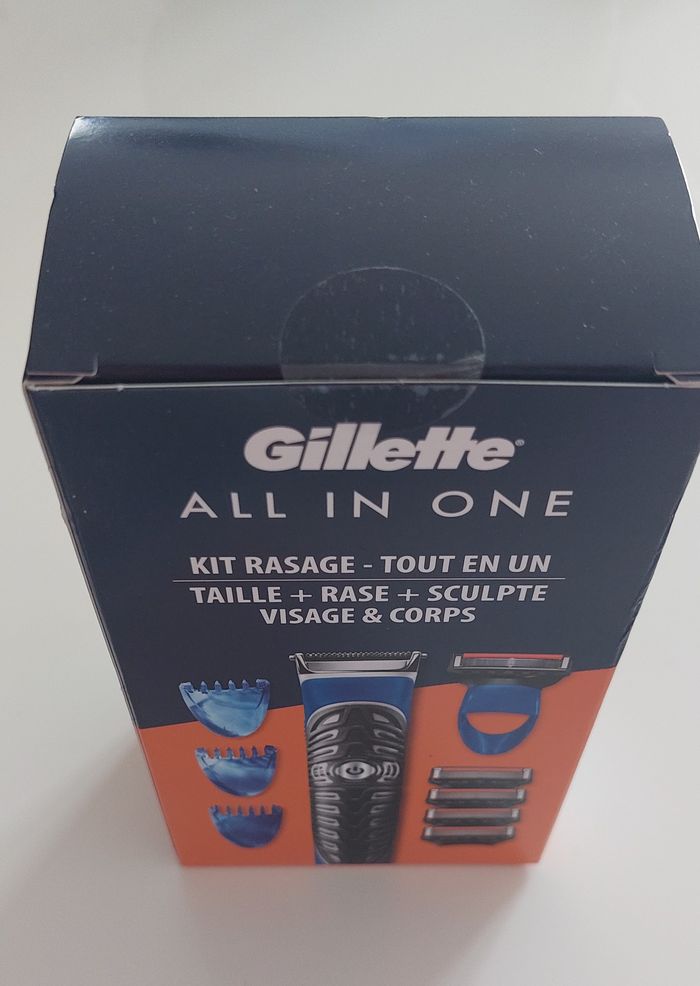 Gillette®
ALL IN ONE
KIT RASAGE - TOUT EN UN
TAILLE + RASE + SCULPTE
VISAGE & CORPS